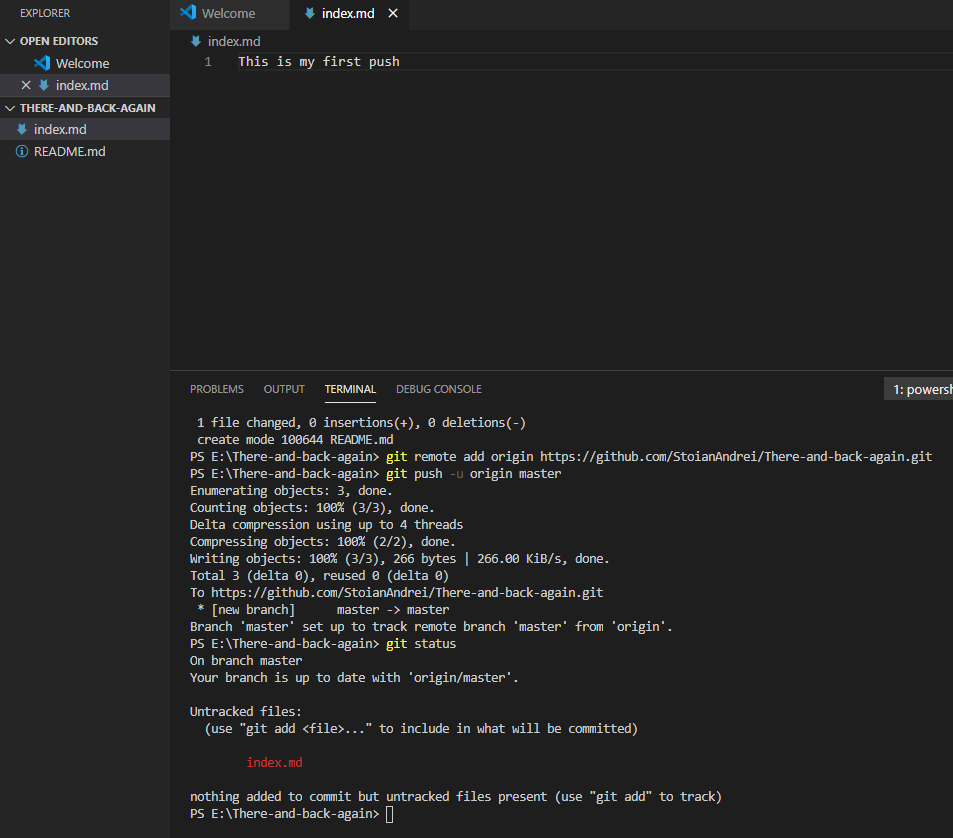 EXPLORER
OPEN EDITORS
Welcome
index.md
THERE-AND-BACK-AGAIN
index.md
README.md
Welcome
index.md
index.md
1 This is my first push
PROBLEMS OUTPUT TERMINAL DEBUG CONSOLE 1: powersh
1 file changed, 0 insertions(+), 0 deletions(-)
create mode 100644 README.md
PS E:\There-and-back-again> git remote add origin https://github.com/StoianAndrei/There-and-back-again.git
PS E:\There-and-back-again> git push -u origin master
Enumerating objects: 3, done.
Counting objects: 100% (3/3), done.
Delta compression using up to 4 threads
Compressing objects: 100% (2/2), done.
Writing objects: 100% (3/3), 266 bytes | 266.00 KiB/s, done.
Total 3 (delta 0), reused 0 (delta 0)
To https://github.com/StoianAndrei/There-and-back-again.git
* [new branch] master -> master
Branch 'master' set up to track remote branch 'master' from 'origin'.
PS E:\There-and-back-again> git status
On branch master
Your branch is up to date with 'origin/master'.
Untracked files:
(use "git add <file>..." to include in what will be committed)
index.md
nothing added to commit but untracked files present (use "git add" to track)
PS E:\There-and-back-again>